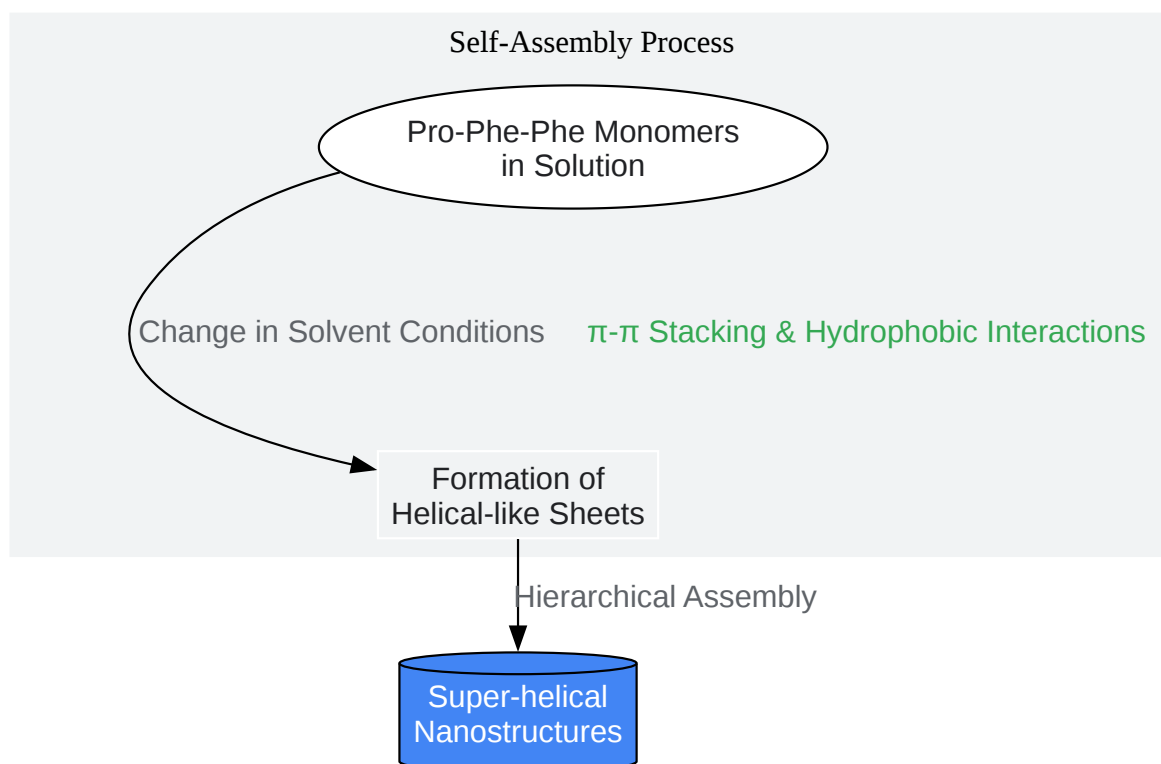 Self-Assembly Process
Pro-Phe-Phe Monomers
in Solution
Change in Solvent Conditions
π-π Stacking & Hydrophobic Interactions
Formation of
Helical-like Sheets
Hierarchical Assembly
Super-helical
Nanostructures